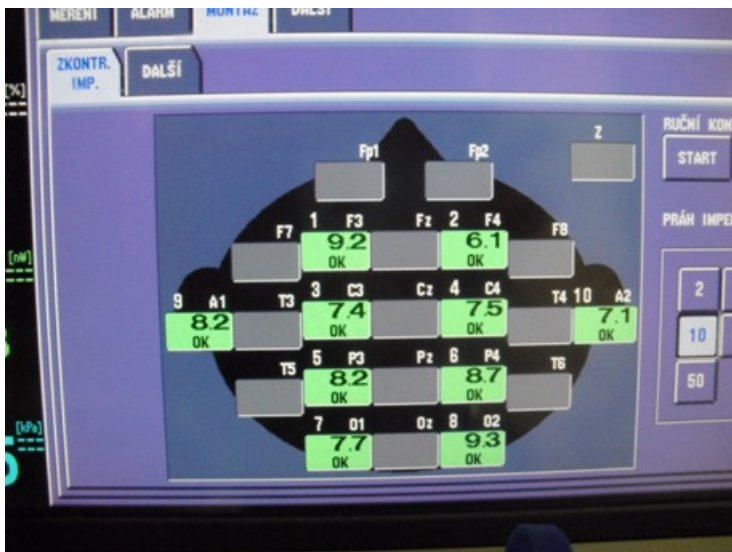 MĚŘENÍ ALARM MONTÁŽ DALŠÍ
ZKONTR. IMP. DALŠÍ
[%]
RUČNÍ KON
START
Z
Fp1 Fp2
PRÁH IMPE
F7 1 F3 Fz 2 F4 F8
9.2 OK 6.1 OK
[nW]
9 A1 T3 3 C3 Cz 4 C4 T4 10 A2
8.2 OK 7.4 OK 7.5 OK 7.1 OK
2
10
50
T5 5 P3 Pz 6 P4 T6
8.2 OK 8.7 OK
[kPa]
7 O1 Oz 8 O2
7.7 OK 9.3 OK